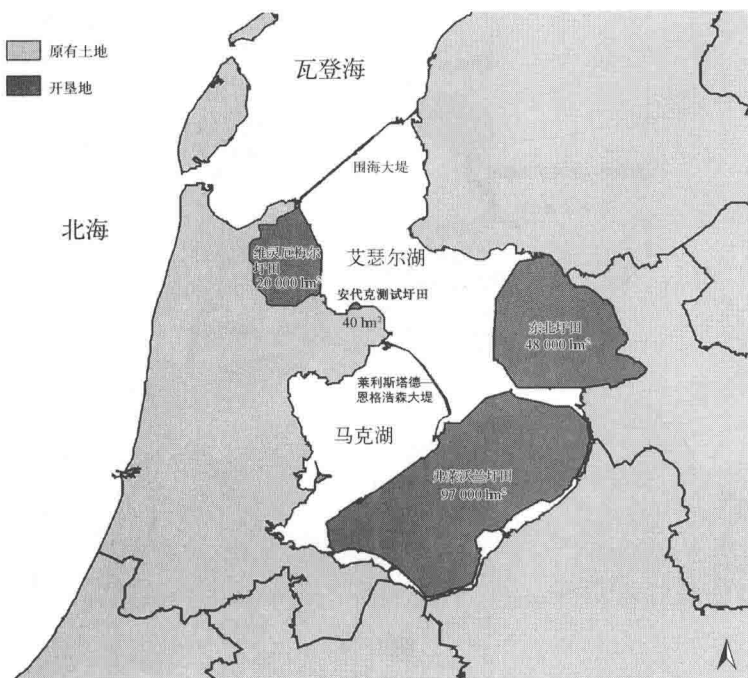 原有土地
开垦地
瓦登海
围海大堤
北海
艾瑟尔湖
维灵厄梅尔
圩田
20 000 hm²
安代克测试圩田
40 hm²
东北圩田
48 000 hm²
莱利斯塔德
恩格浩森大堤
马克湖
弗莱沃兰圩田
97 000 hm²